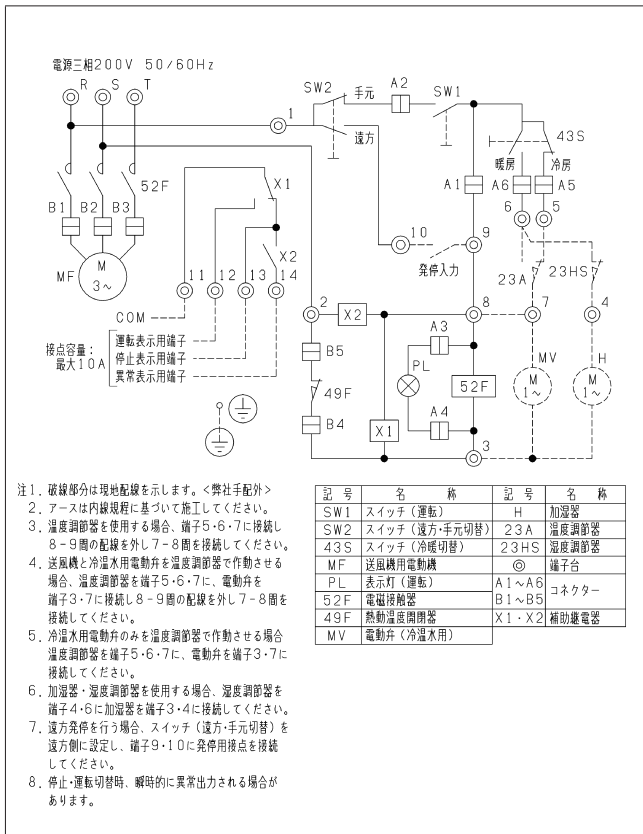 電源三相200V 50/60Hz
R S T
1
SW2
手元
遠方
A2
SW1
43S
暖房
冷房
A1
A6
A5
6
5
52F
B1
B2
B3
MF
M
3~
X1
X2
11
12
13
14
10
9
発停入力
23A
23HS
COM
運転表示用端子
停止表示用端子
異常表示用端子
接点容量：
最大10A
2
X2
8
7
4
B5
A3
PL
MV
H
49F
52F
M
1~
M
1~
B4
X1
A4
3
注1. 破線部分は現地配線を示します。<弊社手配外>
2. アースは内線規程に基づいて施工してください。
3. 温度調節器を使用する場合、端子5・6・7に接続し
8-9間の配線を外し7-8間を接続してください。
4. 送風機と冷温水用電動弁を温度調節器で作動させる
場合、温度調節器を端子5・6・7に、電動弁を
端子3・7に接続し8-9間の配線を外し7-8間を
接続してください。
5. 冷温水用電動弁のみを温度調節器で作動させる場合
温度調節器を端子5・6・7に、電動弁を端子3・7に
接続してください。
6. 加湿器・湿度調節器を使用する場合、湿度調節器を
端子4・6に加湿器を端子3・4に接続してください。
7. 遠方発停を行う場合、スイッチ（遠方・手元切替）を
遠方側に設定し、端子9・10に発停用接点を接続
してください。
8. 停止・運転切替時、瞬時的に異常出力される場合が
あります。
記号 名称 記号 名称
SW1 スイッチ（運転） H 加湿器
SW2 スイッチ（遠方・手元切替） 23A 温度調節器
43S スイッチ（冷暖切替） 23HS 湿度調節器
MF 送風機用電動機 ◎ 端子台
PL 表示灯（運転） A1～A6 コネクター
52F 電磁接触器 B1～B5
49F 熱動温度開閉器 X1・X2 補助継電器
MV 電動弁（冷温水用）